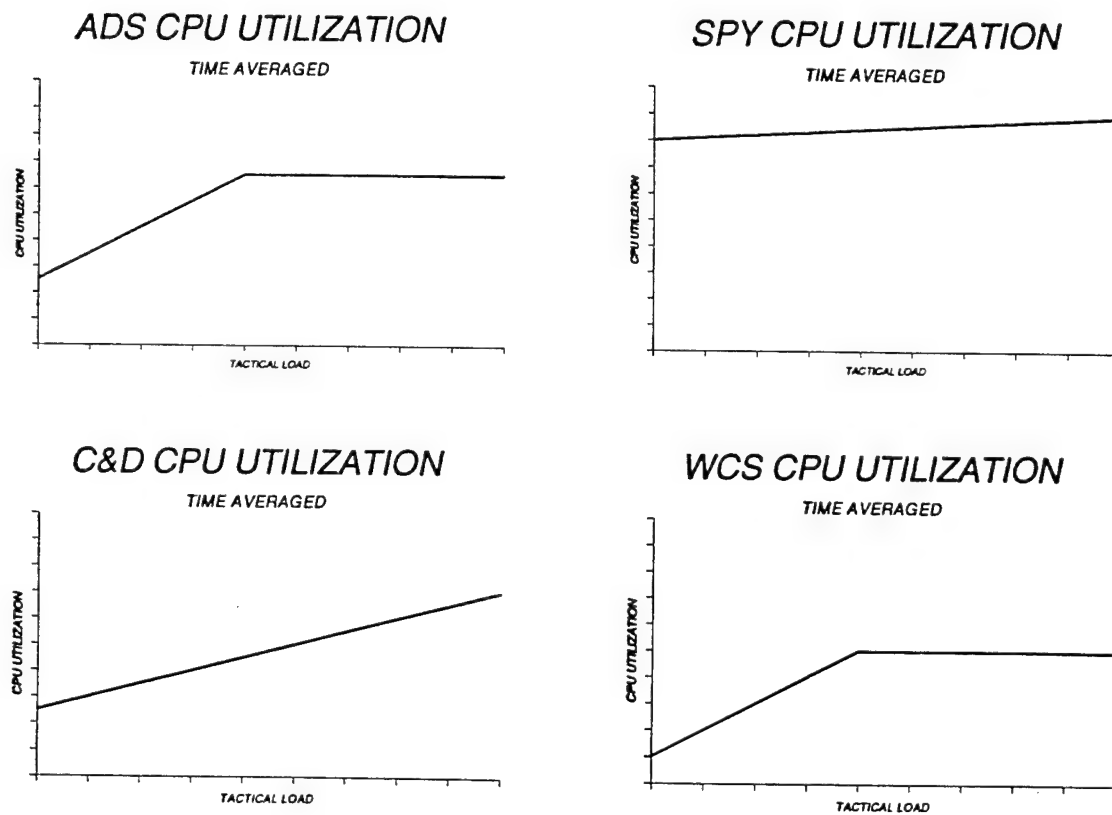 ADS CPU UTILIZATION
TIME AVERAGED
CPU UTILIZATION
TACTICAL LOAD
SPY CPU UTILIZATION
TIME AVERAGED
CPU UTILIZATION
TACTICAL LOAD
C&D CPU UTILIZATION
TIME AVERAGED
CPU UTILIZATION
TACTICAL LOAD
WCS CPU UTILIZATION
TIME AVERAGED
CPU UTILIZATION
TACTICAL LOAD